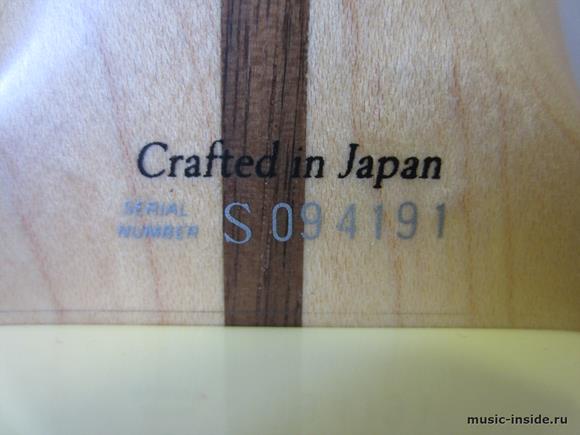 Crafted in Japan
SERIAL
NUMBER S 094191
music-inside.ru